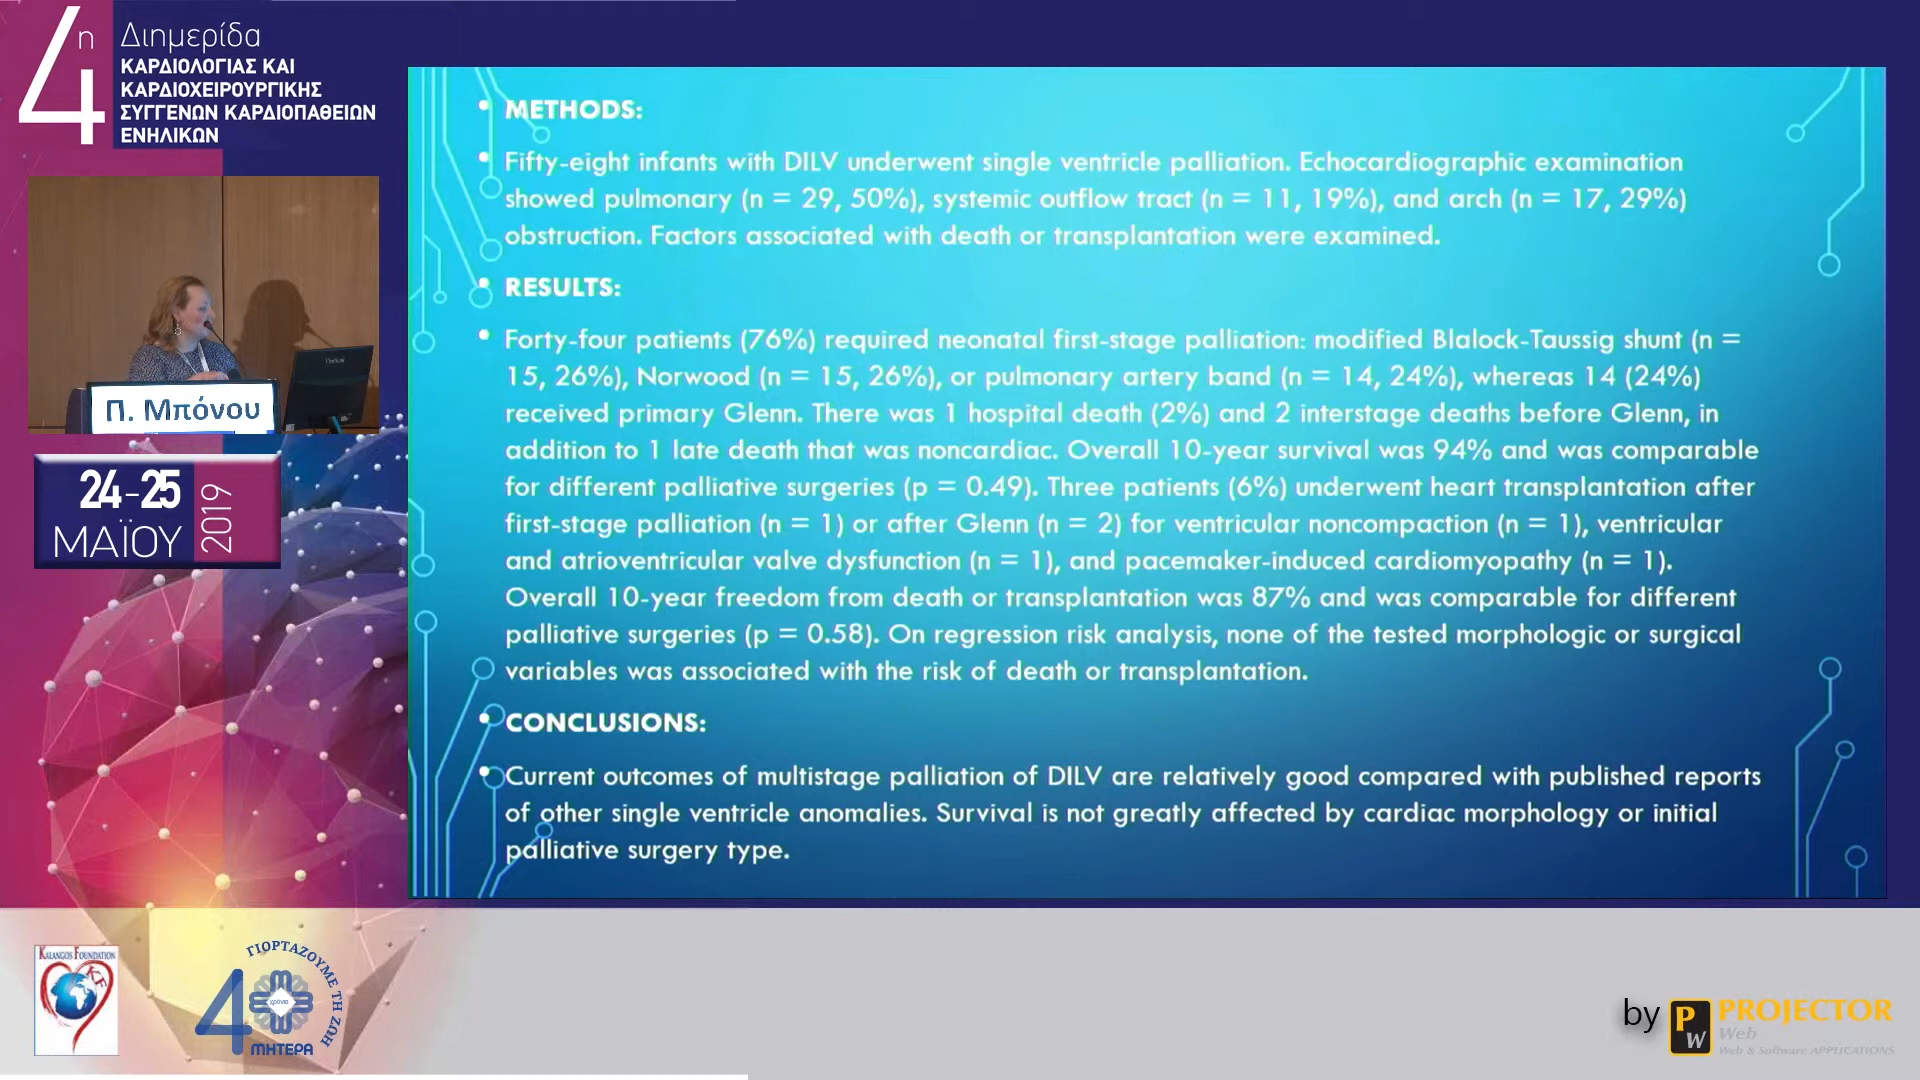 4η Διημερίδα
ΚΑΡΔΙΟΛΟΓΙΑΣ ΚΑΙ
ΚΑΡΔΙΟΧΕΙΡΟΥΡΓΙΚΗΣ
ΣΥΓΓΕΝΩΝ ΚΑΡΔΙΟΠΑΘΕΙΩΝ
ΕΝΗΛΙΚΩΝ
Π. Μπόνου
24-25
ΜΑΪΟΥ 2019
• METHODS:
• Fifty-eight infants with DILV underwent single ventricle palliation. Echocardiographic examination
showed pulmonary (n = 29, 50%), systemic outflow tract (n = 11, 19%), and arch (n = 17, 29%)
obstruction. Factors associated with death or transplantation were examined.
• RESULTS:
• Forty-four patients (76%) required neonatal first-stage palliation: modified Blalock-Taussig shunt (n =
15, 26%), Norwood (n = 15, 26%), or pulmonary artery band (n = 14, 24%), whereas 14 (24%)
received primary Glenn. There was 1 hospital death (2%) and 2 interstage deaths before Glenn, in
addition to 1 late death that was noncardiac. Overall 10-year survival was 94% and was comparable
for different palliative surgeries (p = 0.49). Three patients (6%) underwent heart transplantation after
first-stage palliation (n = 1) or after Glenn (n = 2) for ventricular noncompaction (n = 1), ventricular
and atrioventricular valve dysfunction (n = 1), and pacemaker-induced cardiomyopathy (n = 1).
Overall 10-year freedom from death or transplantation was 87% and was comparable for different
palliative surgeries (p = 0.58). On regression risk analysis, none of the tested morphologic or surgical
variables was associated with the risk of death or transplantation.
• CONCLUSIONS:
• Current outcomes of multistage palliation of DILV are relatively good compared with published reports
of other single ventricle anomalies. Survival is not greatly affected by cardiac morphology or initial
palliative surgery type.
KALANGOS FOUNDATION
KF
ΓΙΟΡΤΑΖΟΥΜΕ ΤΗ ΖΩΗ
40 χρόνια
ΜΗΤΕΡΑ
by PW PROJECTOR
Web
Web & Software APPLICATIONS